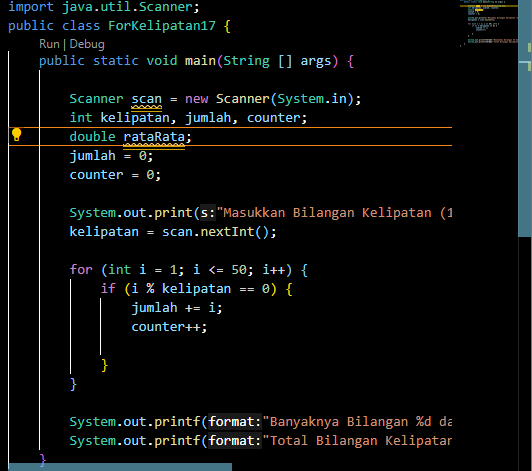 import java.util.Scanner;
public class ForKelipatan17 {
Run | Debug
public static void main(String [] args) {
Scanner scan = new Scanner(System.in);
int kelipatan, jumlah, counter;
double rataRata;
jumlah = 0;
counter = 0;
System.out.print(s:"Masukkan Bilangan Kelipatan (1
kelipatan = scan.nextInt();
for (int i = 1; i <= 50; i++) {
if (i % kelipatan == 0) {
jumlah += i;
counter++;
}
}
System.out.printf(format:"Banyaknya Bilangan %d da
System.out.printf(format:"Total Bilangan Kelipatan
}